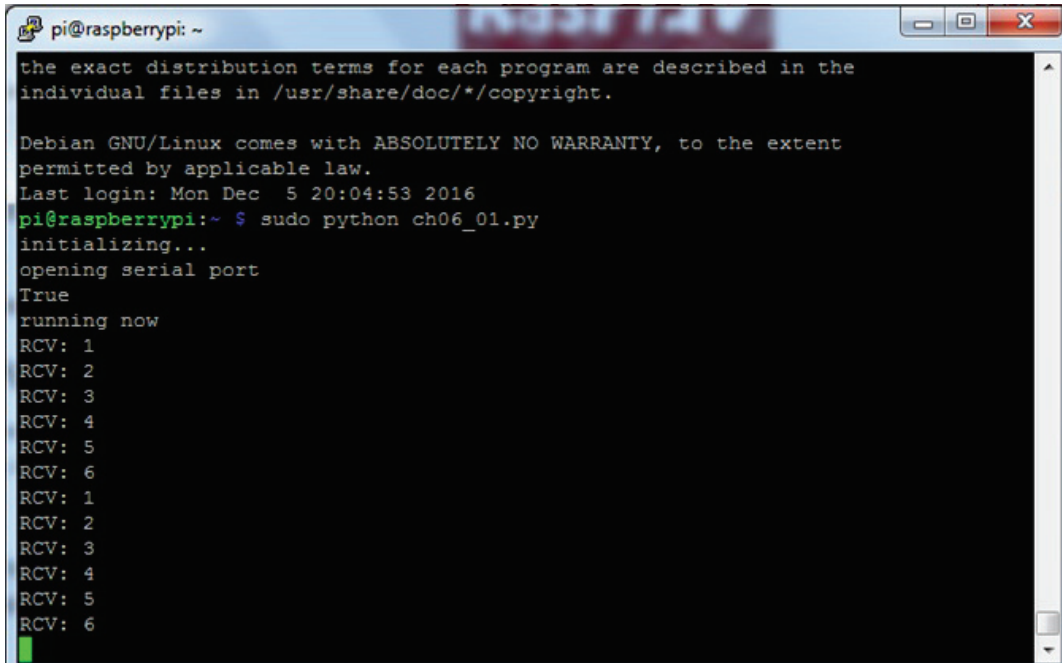 pi@raspberrypi: ~
the exact distribution terms for each program are described in the
individual files in /usr/share/doc/*/copyright.
Debian GNU/Linux comes with ABSOLUTELY NO WARRANTY, to the extent
permitted by applicable law.
Last login: Mon Dec  5 20:04:53 2016
pi@raspberrypi:~ $ sudo python ch06_01.py
initializing...
opening serial port
True
running now
RCV: 1
RCV: 2
RCV: 3
RCV: 4
RCV: 5
RCV: 6
RCV: 1
RCV: 2
RCV: 3
RCV: 4
RCV: 5
RCV: 6